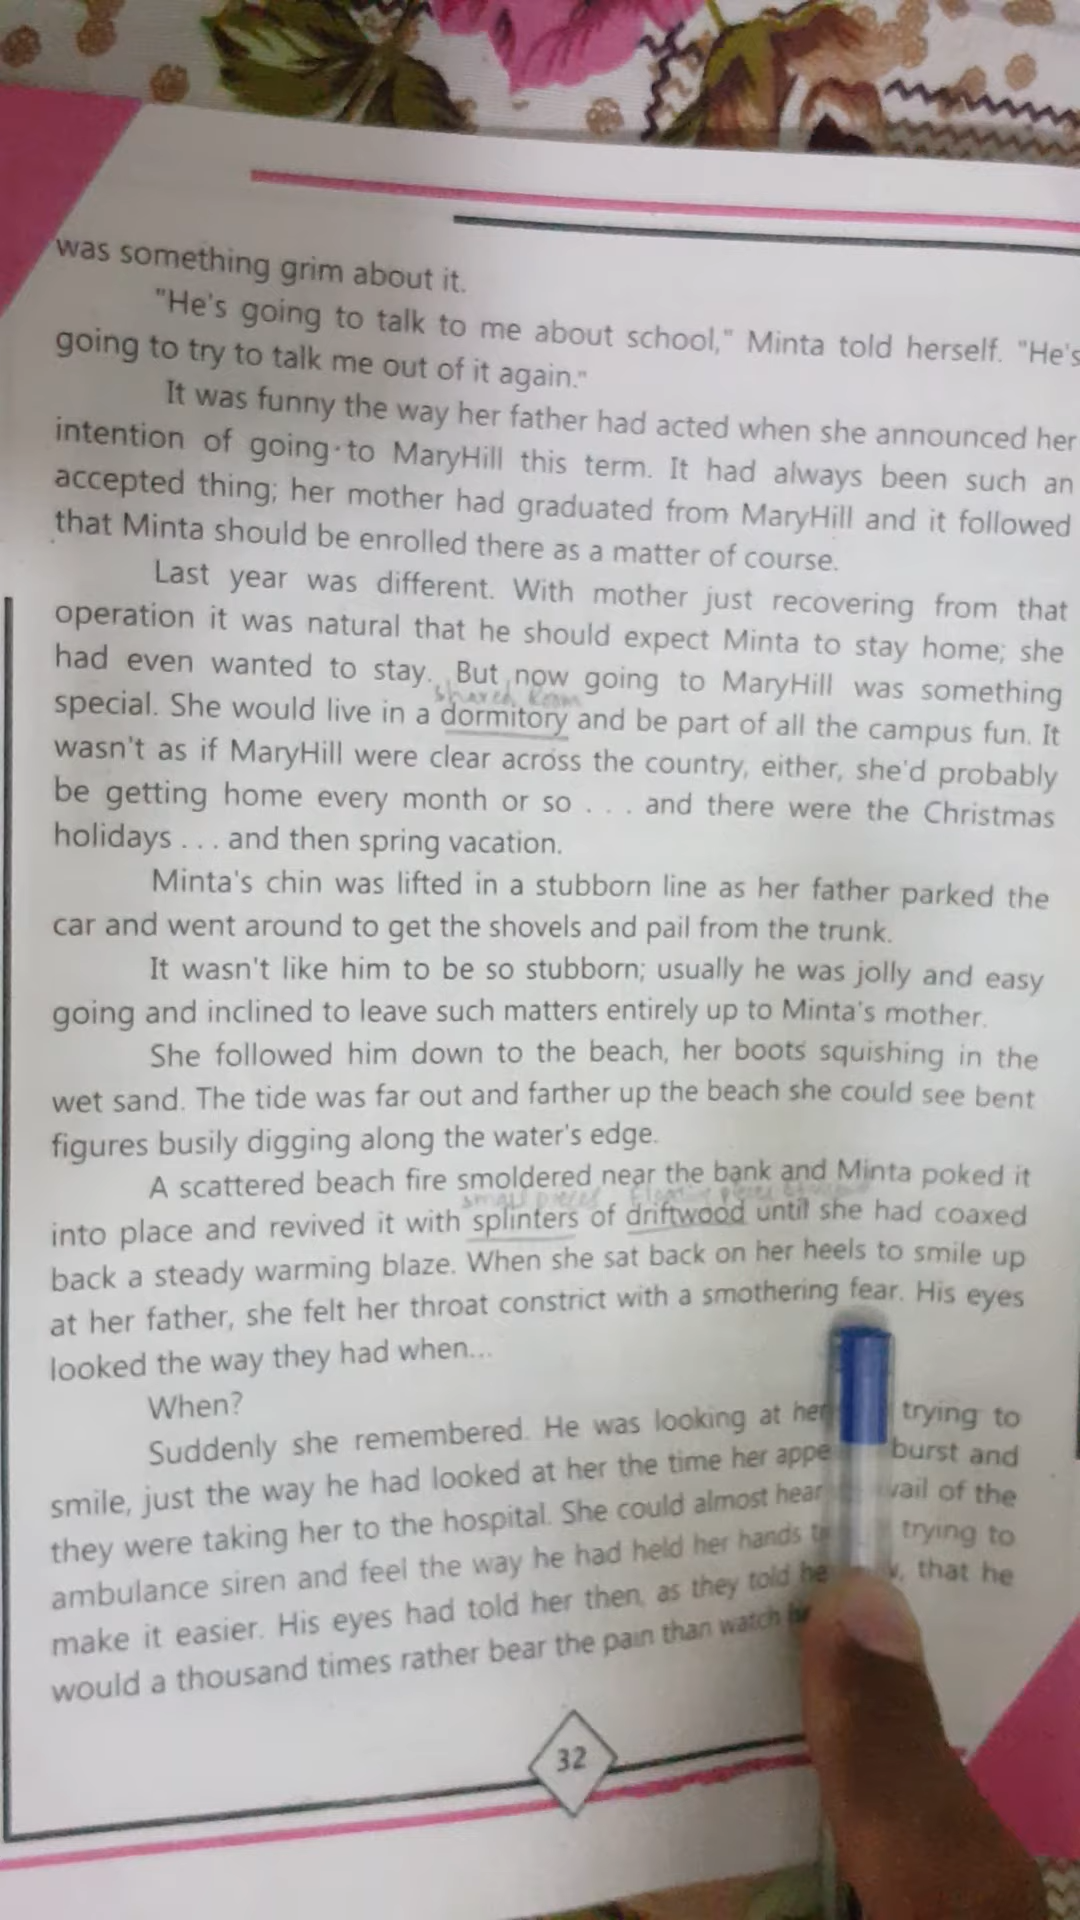 was something grim about it.
"He's going to talk to me about school," Minta told herself. "He's
going to try to talk me out of it again."
It was funny the way her father had acted when she announced her
intention of going to MaryHill this term. It had always been such an
accepted thing; her mother had graduated from MaryHill and it followed
that Minta should be enrolled there as a matter of course.
Last year was different. With mother just recovering from that
operation it was natural that he should expect Minta to stay home; she
had even wanted to stay. But now going to MaryHill was something
shared Room
special. She would live in a dormitory and be part of all the campus fun. It
wasn't as if MaryHill were clear across the country, either, she'd probably
be getting home every month or so . . . and there were the Christmas
holidays . . . and then spring vacation.
Minta's chin was lifted in a stubborn line as her father parked the
car and went around to get the shovels and pail from the trunk.
It wasn't like him to be so stubborn; usually he was jolly and easy
going and inclined to leave such matters entirely up to Minta's mother.
She followed him down to the beach, her boots squishing in the
wet sand. The tide was far out and farther up the beach she could see bent
figures busily digging along the water's edge.
A scattered beach fire smoldered near the bank and Minta poked it
small pieces
into place and revived it with splinters of driftwood until she had coaxed
back a steady warming blaze. When she sat back on her heels to smile up
at her father, she felt her throat constrict with a smothering fear. His eyes
looked the way they had when...
When?
Suddenly she remembered. He was looking at her trying to
smile, just the way he had looked at her the time her appe burst and
they were taking her to the hospital. She could almost hear wail of the
ambulance siren and feel the way he had held her hands trying to
make it easier. His eyes had told her then, as they told that he
would a thousand times rather bear the pain than watch
32